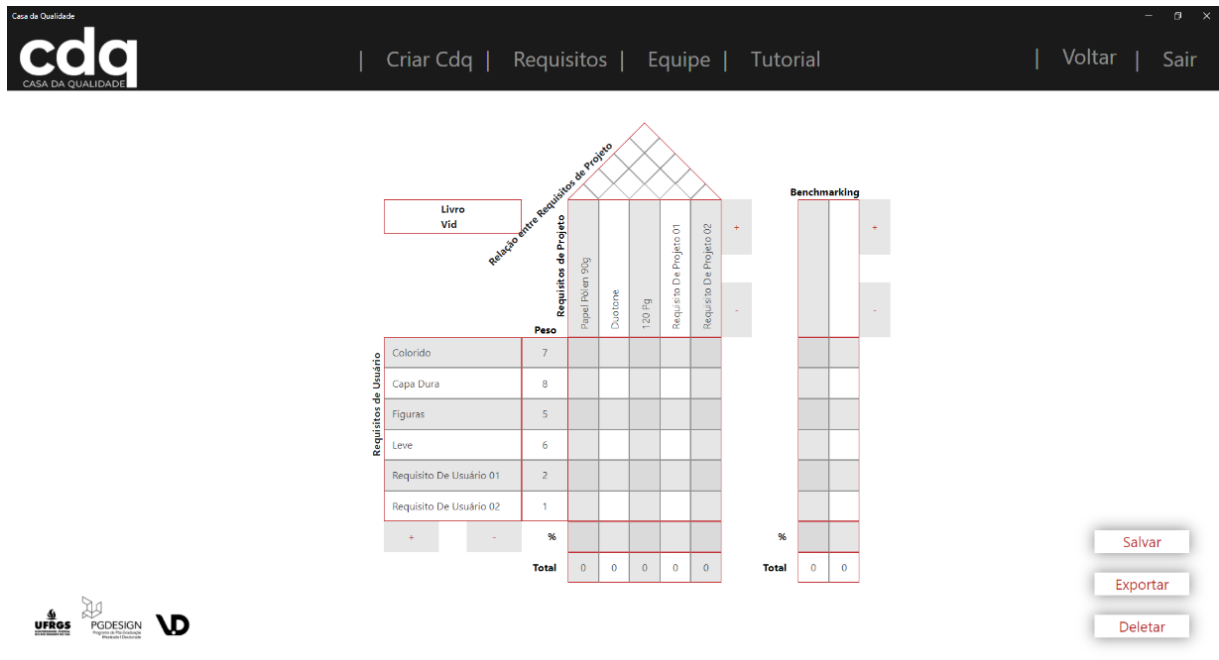 Casa da Qualidade
cdq
CASA DA QUALIDADE
| Criar Cdq | Requisitos | Equipe | Tutorial
| Voltar | Sair
Relação entre Requisitos de Projeto
Benchmarking
Livro
Vid
Requisitos de Projeto
Papel Pólen 90g
Duotone
120 Pg
Requisito De Projeto 01
Requisito De Projeto 02
+
-
+
-
Peso
Requisitos de Usuário
Colorido 7
Capa Dura 8
Figuras 5
Leve 6
Requisito De Usuário 01 2
Requisito De Usuário 02 1
+ - % %
Total 0 0 0 0 0 Total 0 0
Salvar
Exportar
Deletar
UFRGS
PGDESIGN
VD